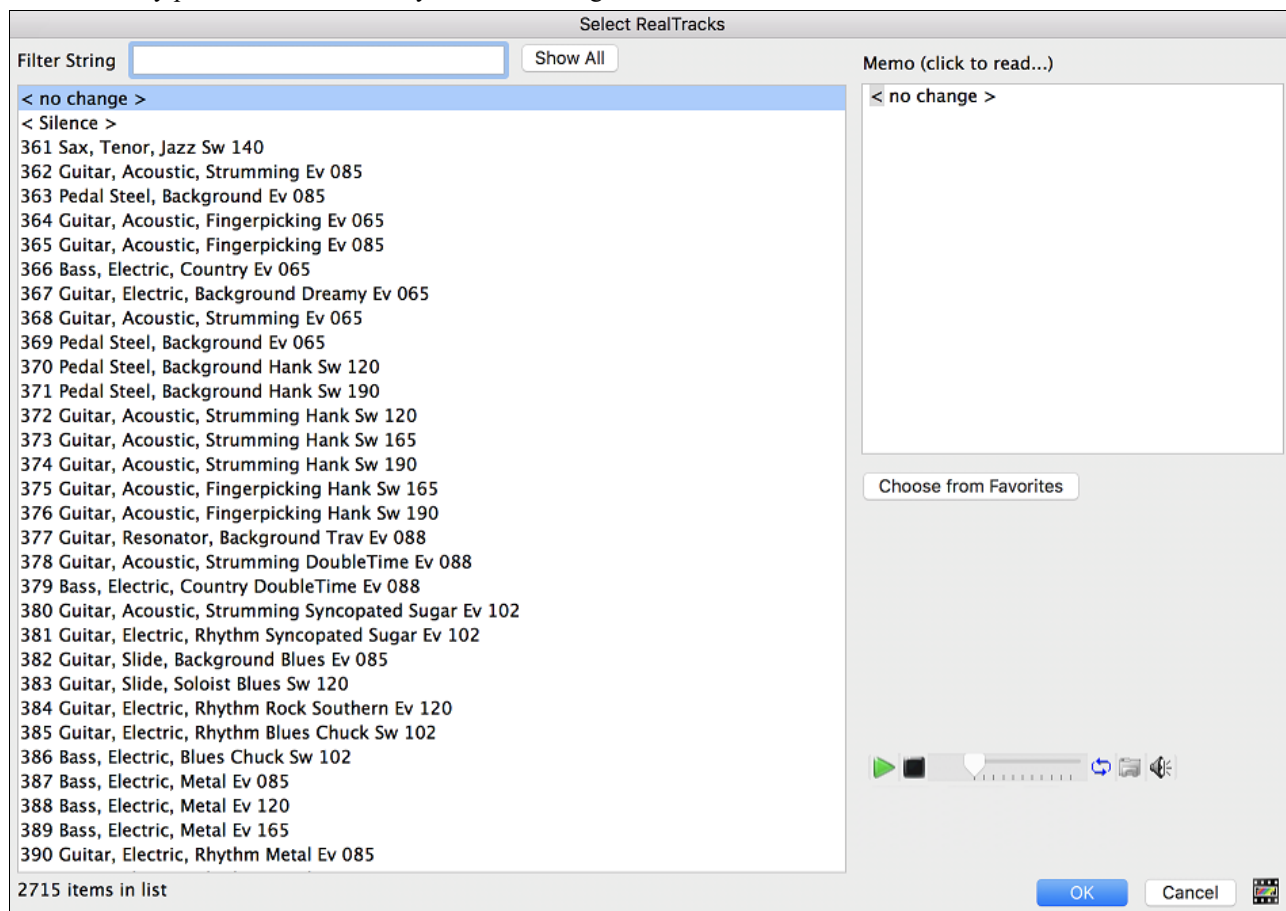 Select RealTracks
Filter String
Show All
Memo (click to read...)
< no change >
< Silence >
361 Sax, Tenor, Jazz Sw 140
362 Guitar, Acoustic, Strumming Ev 085
363 Pedal Steel, Background Ev 085
364 Guitar, Acoustic, Fingerpicking Ev 065
365 Guitar, Acoustic, Fingerpicking Ev 085
366 Bass, Electric, Country Ev 065
367 Guitar, Electric, Background Dreamy Ev 065
368 Guitar, Acoustic, Strumming Ev 065
369 Pedal Steel, Background Ev 065
370 Pedal Steel, Background Hank Sw 120
371 Pedal Steel, Background Hank Sw 190
372 Guitar, Acoustic, Strumming Hank Sw 120
373 Guitar, Acoustic, Strumming Hank Sw 165
374 Guitar, Acoustic, Strumming Hank Sw 190
375 Guitar, Acoustic, Fingerpicking Hank Sw 165
376 Guitar, Acoustic, Fingerpicking Hank Sw 190
377 Guitar, Resonator, Background Trav Ev 088
378 Guitar, Acoustic, Strumming DoubleTime Ev 088
379 Bass, Electric, Country DoubleTime Ev 088
380 Guitar, Acoustic, Strumming Syncopated Sugar Ev 102
381 Guitar, Electric, Rhythm Syncopated Sugar Ev 102
382 Guitar, Slide, Background Blues Ev 085
383 Guitar, Slide, Soloist Blues Sw 120
384 Guitar, Electric, Rhythm Rock Southern Ev 120
385 Guitar, Electric, Rhythm Blues Chuck Sw 102
386 Bass, Electric, Blues Chuck Sw 102
387 Bass, Electric, Metal Ev 085
388 Bass, Electric, Metal Ev 120
389 Bass, Electric, Metal Ev 165
390 Guitar, Electric, Rhythm Metal Ev 085
< no change >
Choose from Favorites
2715 items in list
OK
Cancel